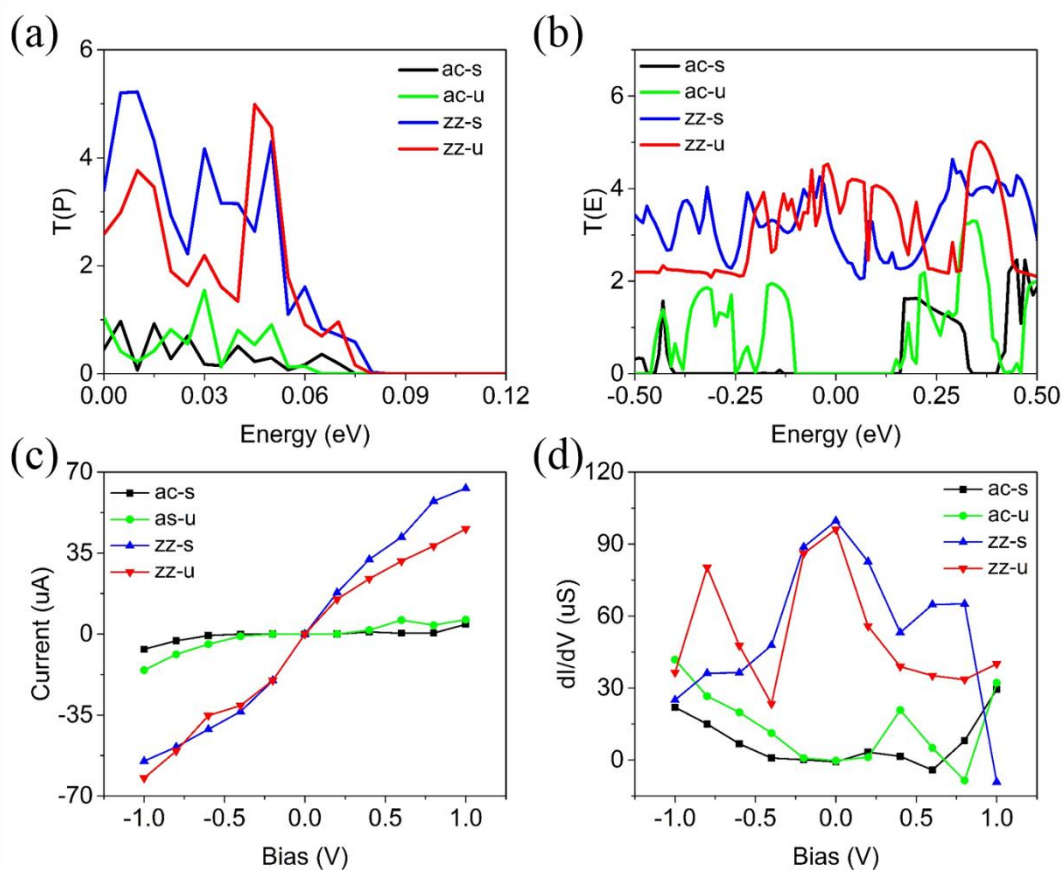 (a)
6
4
2
0
T(P)
0.00
0.03
0.06
0.09
0.12
Energy (eV)
ac-s
ac-u
zz-s
zz-u
(b)
6
4
2
0
T(E)
-0.50
-0.25
0.00
0.25
0.50
Energy (eV)
ac-s
ac-u
zz-s
zz-u
(c)
70
35
0
-35
-70
Current (uA)
-1.0
-0.5
0.0
0.5
1.0
Bias (V)
ac-s
as-u
zz-s
zz-u
(d)
120
90
60
30
0
dI/dV (uS)
-1.0
-0.5
0.0
0.5
1.0
Bias (V)
ac-s
ac-u
zz-s
zz-u